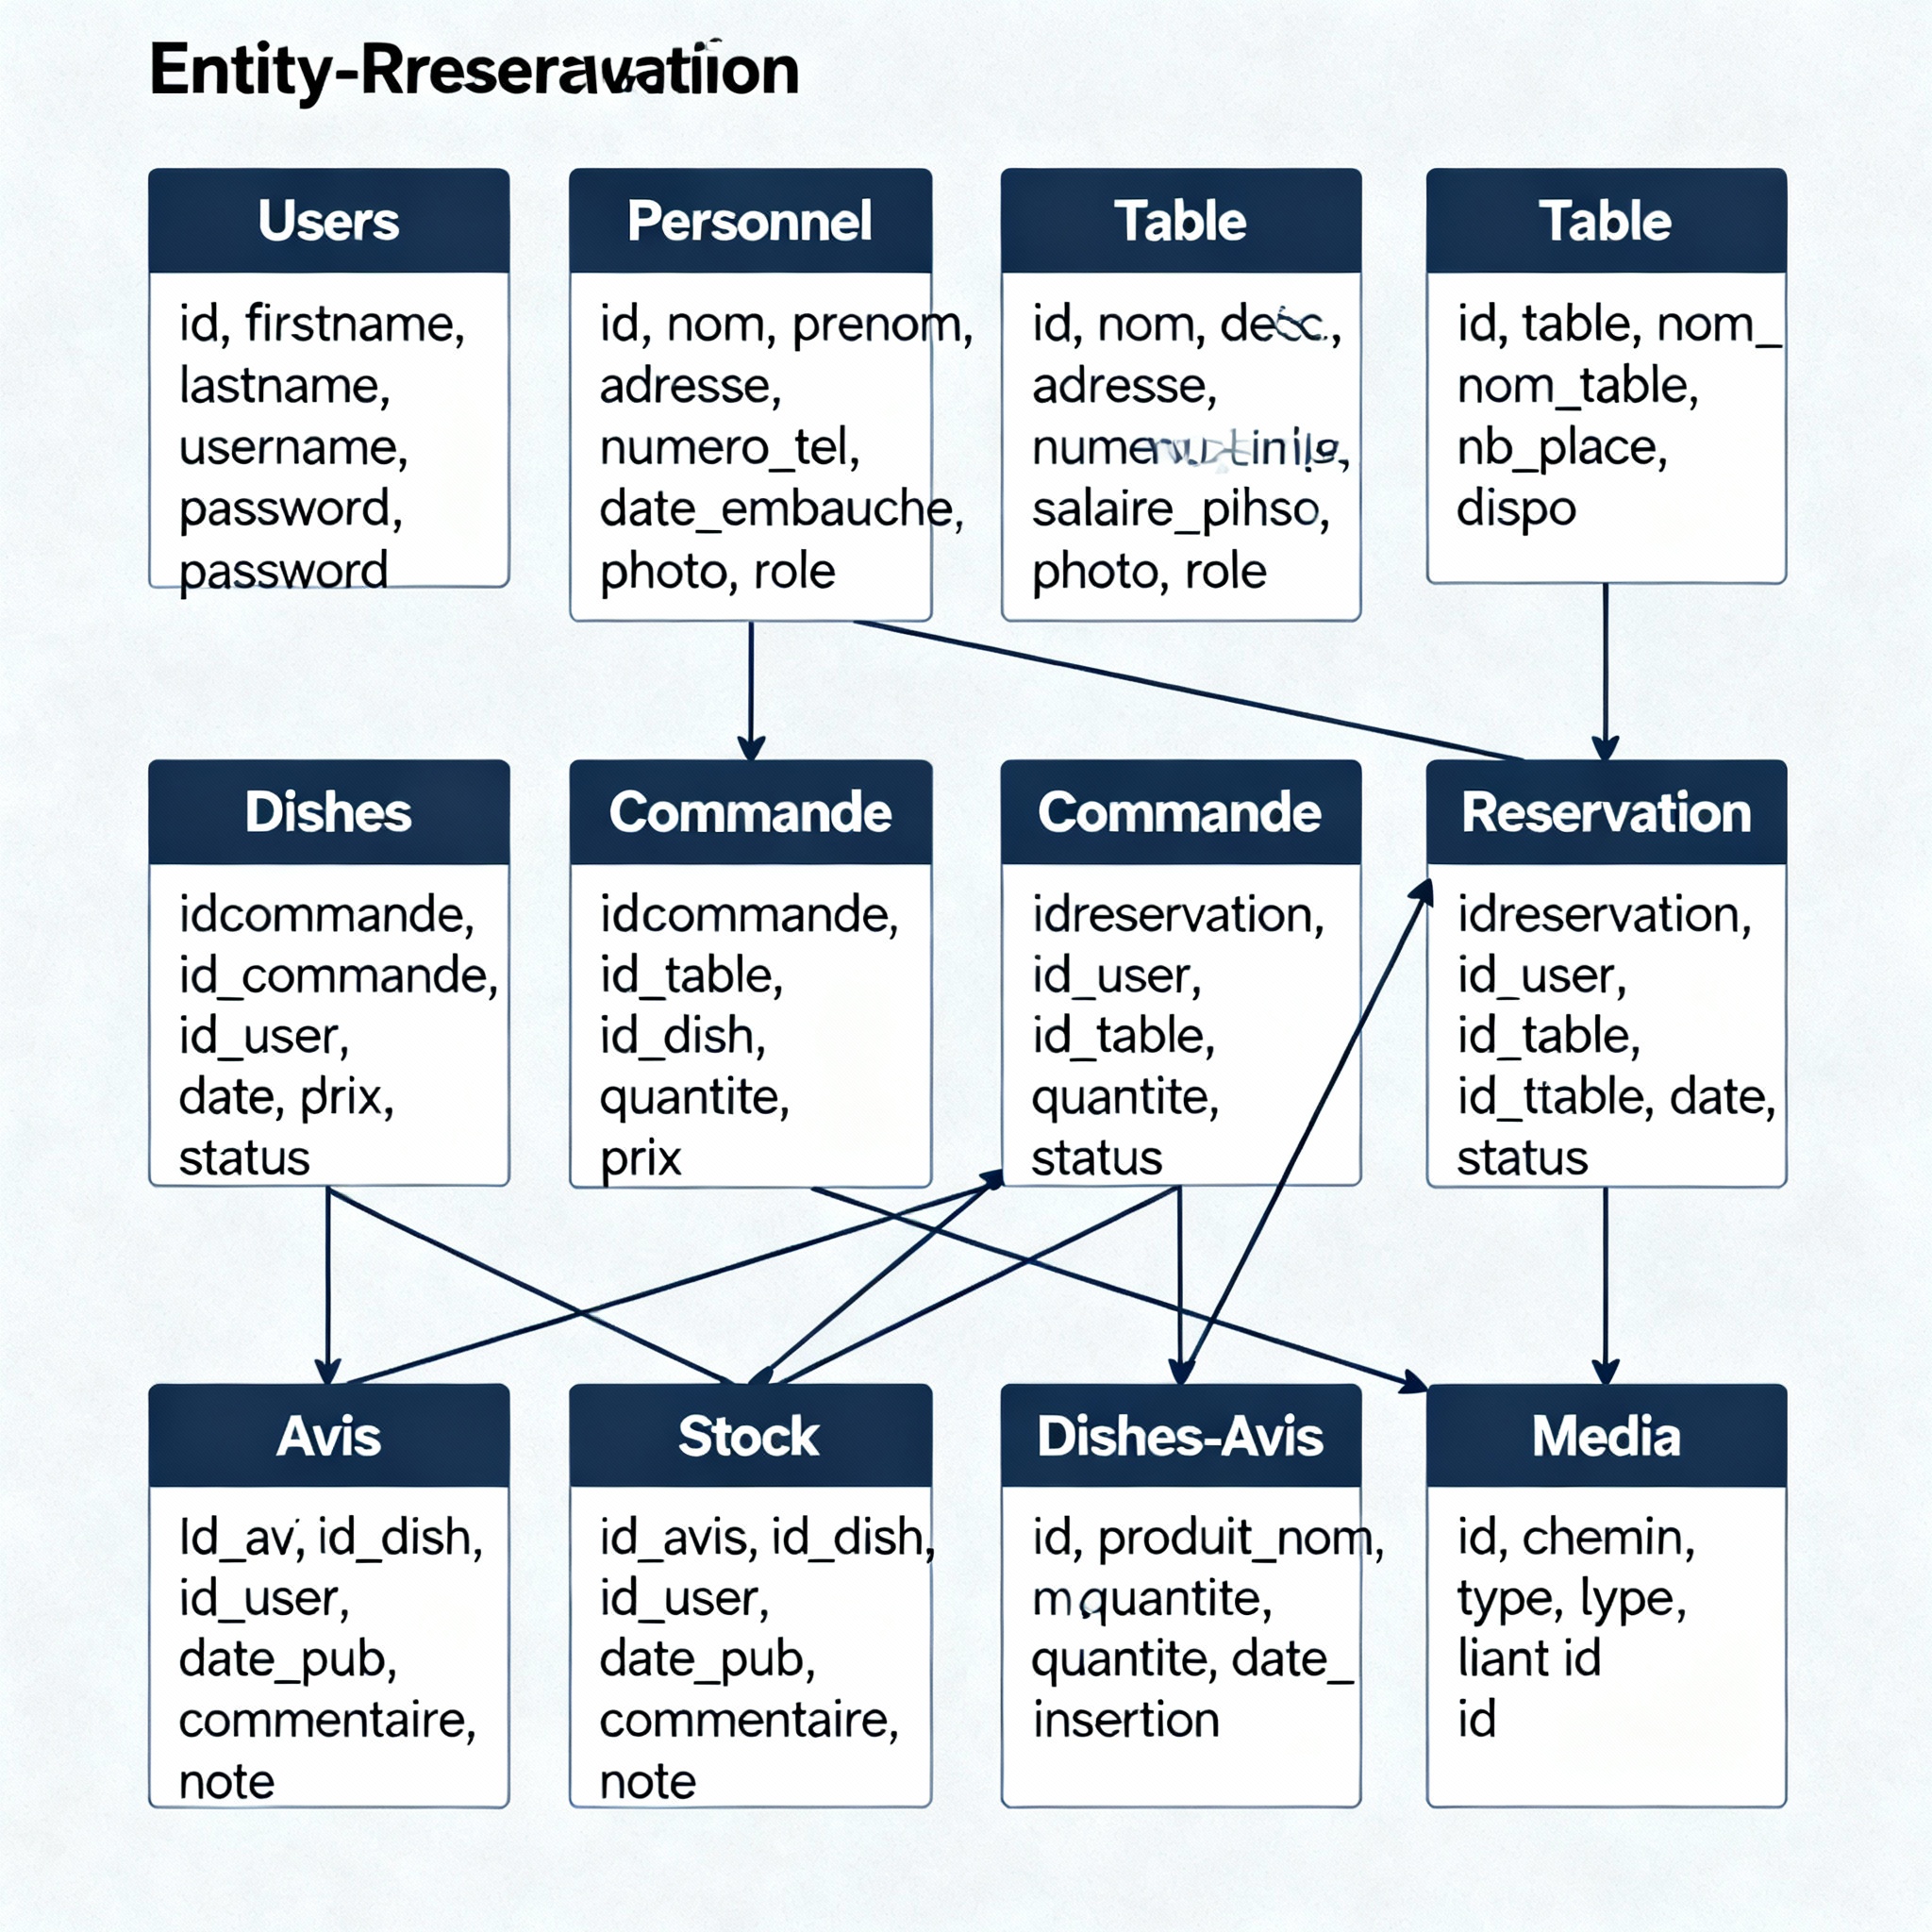 Users
id, firstname,
lastname,
username,
password,
password
Personnel
id, nom, prenom,
adresse,
numero_tel,
date_embauche,
photo, role
Table
id, nom, desc,
adresse,
salaire_pihso,
photo, role
Table
id, table, nom_
nom_table,
nb_place,
dispo
Dishes
idcommande,
id_commande,
id_user,
date, prix,
status
Commande
idcommande,
id_table,
id_dish,
quantite,
prix
Commande
idreservation,
id_user,
id_table,
quantite,
status
Reservation
idreservation,
id_user,
id_table,
id_ttable, date,
status
Avis
Id_av, id_dish,
id_user,
date_pub,
commentaire,
note
Stock
id_avis, id_dish,
id_user,
date_pub,
commentaire,
note
Dishes-Avis
id, produit_nom,
quantite,
quantite, date_
insertion
Media
id, chemin,
type, lype,
liant id
id